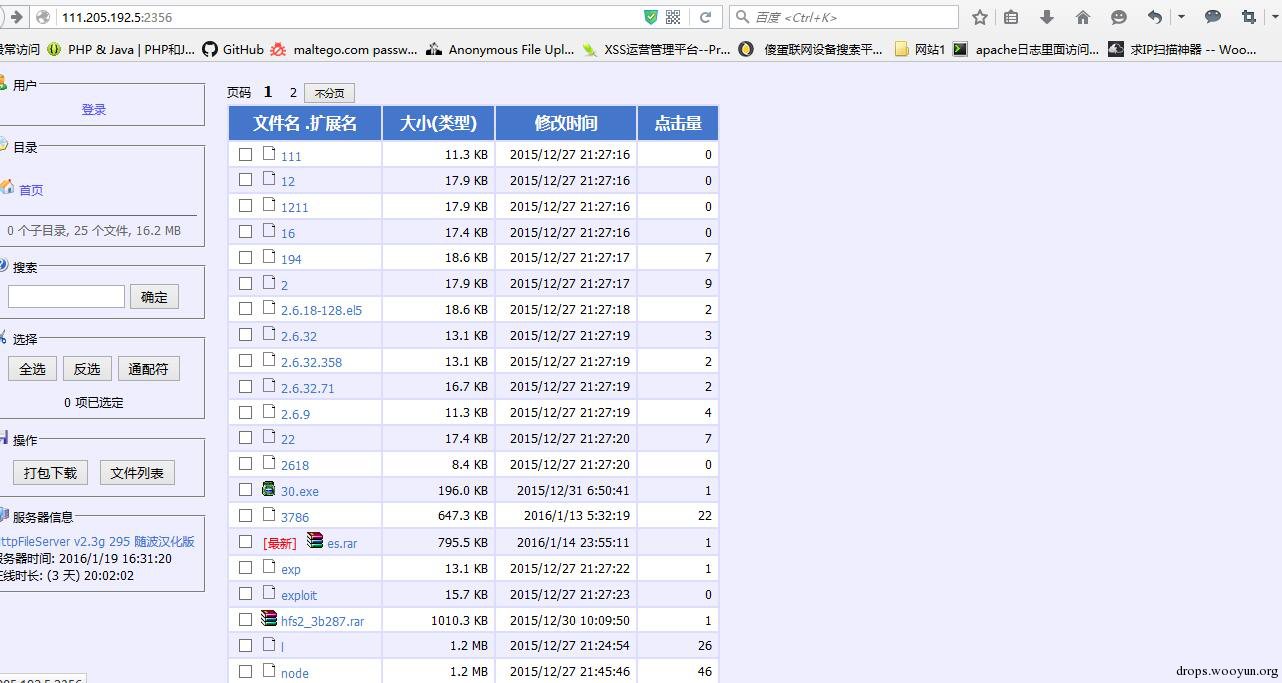 111.205.192.5:2356
百度 <Ctrl+K>
常访问 PHP & Java | PHP和J... GitHub maltego.com passw... Anonymous File Upl... XSS运营管理平台--Pr... 傻蛋联网设备搜索平... 网站1 apache日志里面访问... 求IP扫描神器 -- Woo...
用户
登录
目录
首页
0 个子目录, 25 个文件, 16.2 MB
搜索
确定
选择
全选 反选 通配符
0 项已选定
操作
打包下载 文件列表
服务器信息
ttpFileServer v2.3g 295 随波汉化版
务器时间: 2016/1/19 16:31:20
线时长: (3 天) 20:02:02
页码 1 2 不分页
文件名 .扩展名 大小(类型) 修改时间 点击量
111 11.3 KB 2015/12/27 21:27:16 0
12 17.9 KB 2015/12/27 21:27:16 0
1211 17.9 KB 2015/12/27 21:27:16 0
16 17.4 KB 2015/12/27 21:27:16 0
194 18.6 KB 2015/12/27 21:27:17 7
2 17.9 KB 2015/12/27 21:27:17 9
2.6.18-128.el5 18.6 KB 2015/12/27 21:27:18 2
2.6.32 13.1 KB 2015/12/27 21:27:19 3
2.6.32.358 13.1 KB 2015/12/27 21:27:19 2
2.6.32.71 16.7 KB 2015/12/27 21:27:19 2
2.6.9 11.3 KB 2015/12/27 21:27:19 4
22 17.4 KB 2015/12/27 21:27:20 7
2618 8.4 KB 2015/12/27 21:27:20 0
30.exe 196.0 KB 2015/12/31 6:50:41 1
3786 647.3 KB 2016/1/13 5:32:19 22
[最新] es.rar 795.5 KB 2016/1/14 23:55:11 1
exp 13.1 KB 2015/12/27 21:27:22 1
exploit 15.7 KB 2015/12/27 21:27:23 0
hfs2_3b287.rar 1010.3 KB 2015/12/30 10:09:50 1
l 1.2 MB 2015/12/27 21:24:54 26
node 1.2 MB 2015/12/27 21:45:46 46
drops.wooyun.org